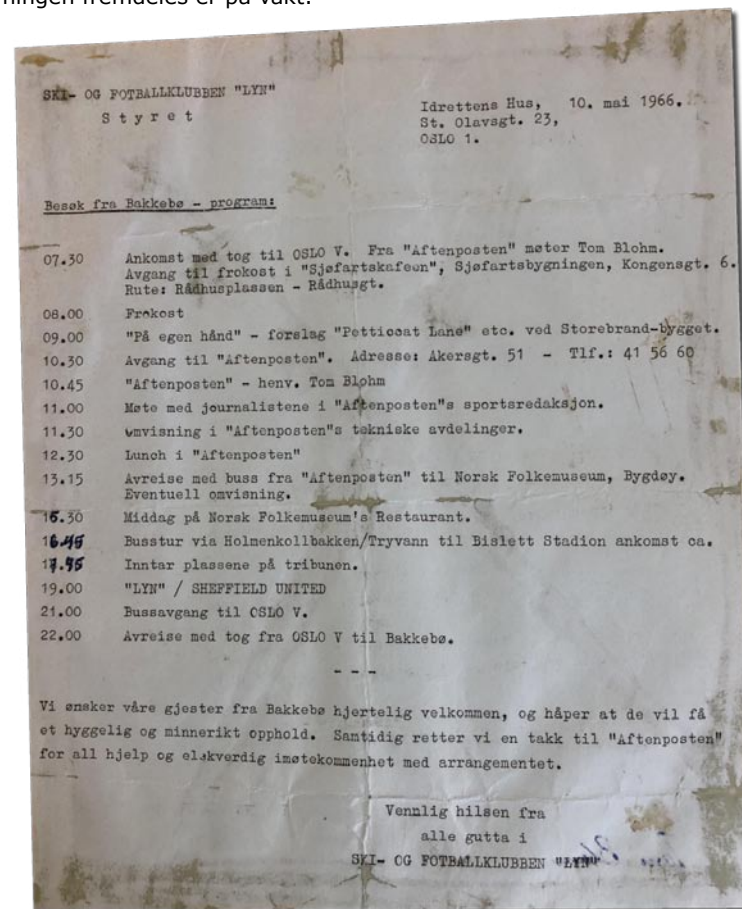 ningen fremdeles er på vakt.
SKI- OG FOTBALLKLUBBEN "LYN"
S t y r e t
Idrettens Hus, 10. mai 1966.
St. Olavsgt. 23,
OSLO 1.
Besøk fra Bakkebø - program:
07.30 Ankomst med tog til OSLO V. Fra "Aftenposten" møter Tom Blohm.
Avgang til frokost i "Sjøfartskafeen", Sjøfartsbygningen, Kongensgt. 6.
Rute: Rådhusplassen - Rådhusgt.
08.00 Frokost
09.00 "På egen hånd" - forslag "Petticoat Lane" etc. ved Storebrand-bygget.
10.30 Avgang til "Aftenposten". Adresse: Akersgt. 51 - Tlf.: 41 56 60
10.45 "Aftenposten" - henv. Tom Blohm
11.00 Møte med journalistene i "Aftenposten"s sportsredaksjon.
11.30 Omvisning i "Aftenposten"s tekniske avdelinger.
12.30 Lunch i "Aftenposten"
13.15 Avreise med buss fra "Aftenposten" til Norsk Folkemuseum, Bygdøy.
Eventuell omvisning.
15.30 Middag på Norsk Folkemuseum's Restaurant.
16.45 Busstur via Holmenkollbakken/Tryvann til Bislett Stadion ankomst ca.
Inntar plassene på tribunen.
19.00 "LYN" / SHEFFIELD UNITED
21.00 Bussavgang til OSLO V.
22.00 Avreise med tog fra OSLO V til Bakkebø.
- - -
Vi ønsker våre gjester fra Bakkebø hjertelig velkommen, og håper at de vil få
et hyggelig og minnerikt opphold. Samtidig retter vi en takk til "Aftenposten"
for all hjelp og elskverdig imøtekommenhet med arrangementet.
Vennlig hilsen fra
alle gutta i
SKI- OG FOTBALLKLUBBEN "LYN"